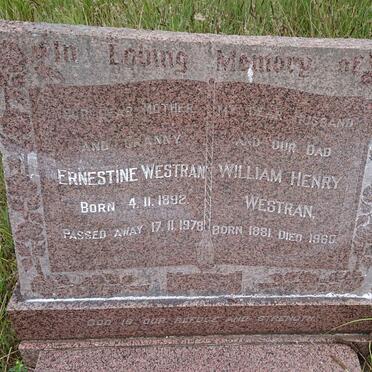 In Loving Memory of
OUR DEAR MOTHER
AND GRANNY
ERNESTINE WESTRAN
BORN 4.11.1892.
PASSED AWAY 17.11.1978
MY DEAR HUSBAND
AND OUR DAD
WILLIAM HENRY
WESTRAN.
BORN 1881. DIED 1960.
GOD IS OUR REFUGE AND STRENGTH